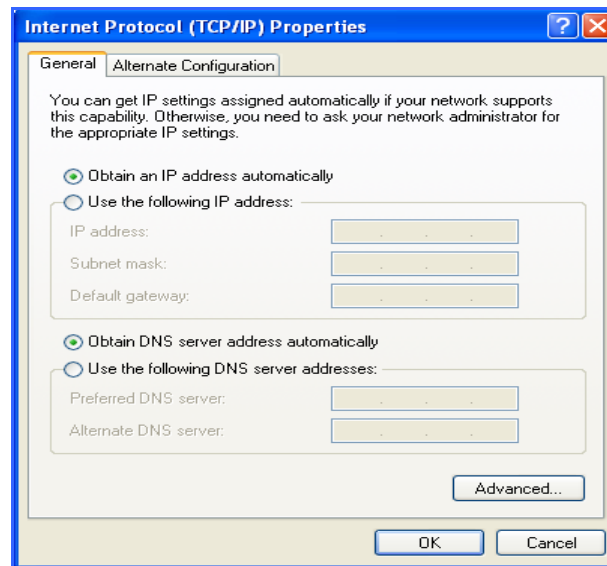 Internet Protocol (TCP/IP) Properties
General
Alternate Configuration
You can get IP settings assigned automatically if your network supports
this capability. Otherwise, you need to ask your network administrator for
the appropriate IP settings.
Obtain an IP address automatically
Use the following IP address:
IP address:
Subnet mask:
Default gateway:
Obtain DNS server address automatically
Use the following DNS server addresses:
Preferred DNS server:
Alternate DNS server:
Advanced...
OK
Cancel